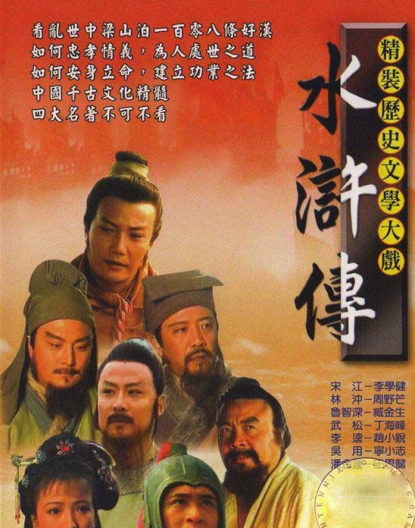 看亂世中梁山泊一百零八條好漢
如何忠孝情義，為人處世之道
如何安身立命，建立功業之法
中國千古文化精髓
四大名著不可不看
精裝歷史文學大戲
水滸傳
宋江－李學健
林沖－周野芒
魯智深－臧金生
武松－丁海峰
李逵－趙小銳
吳用－寧小志